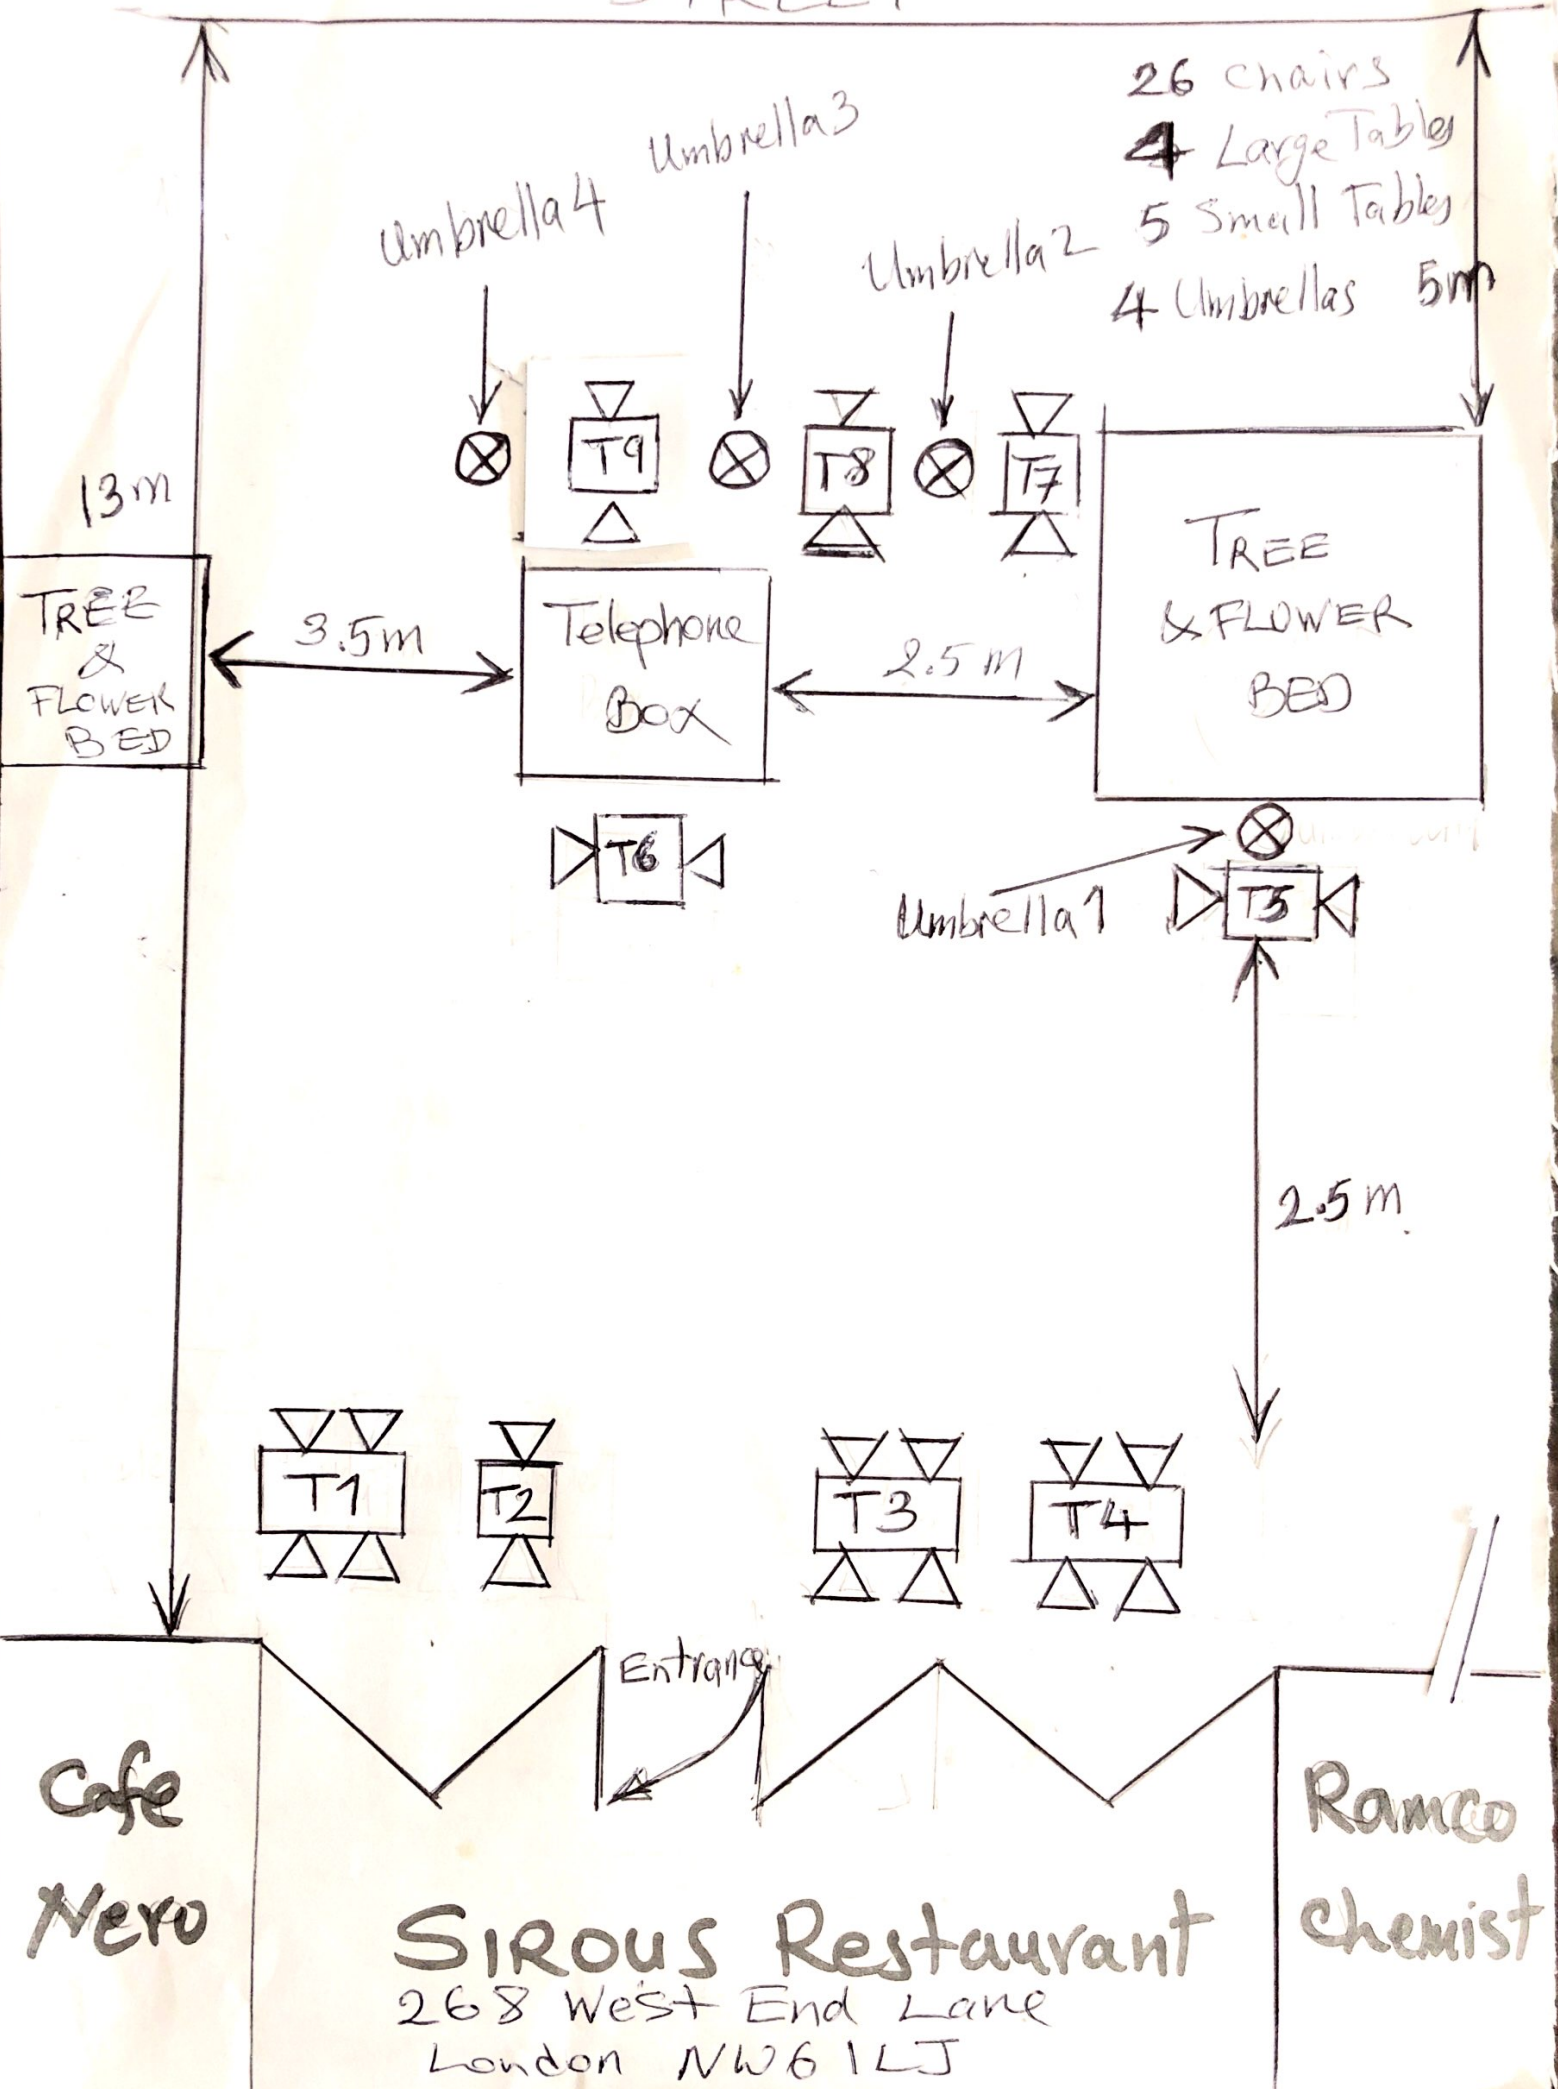 STREET
26 chairs
4 Large Tables
5 Small Tables
4 Umbrellas
5m
Umbrella3
Umbrella4
Umbrella2
T9
T8
T7
13m
TREE
&
FLOWER
BED
3.5m
Telephone
Box
2.5m
TREE
& FLOWER
BED
T6
Umbrella1
T5
2.5m
T1
T2
T3
T4
Entrance
Cafe
Nero
SIROUS Restaurant
268 West End Lane
London NW6 1LJ
Ramco
Chemist